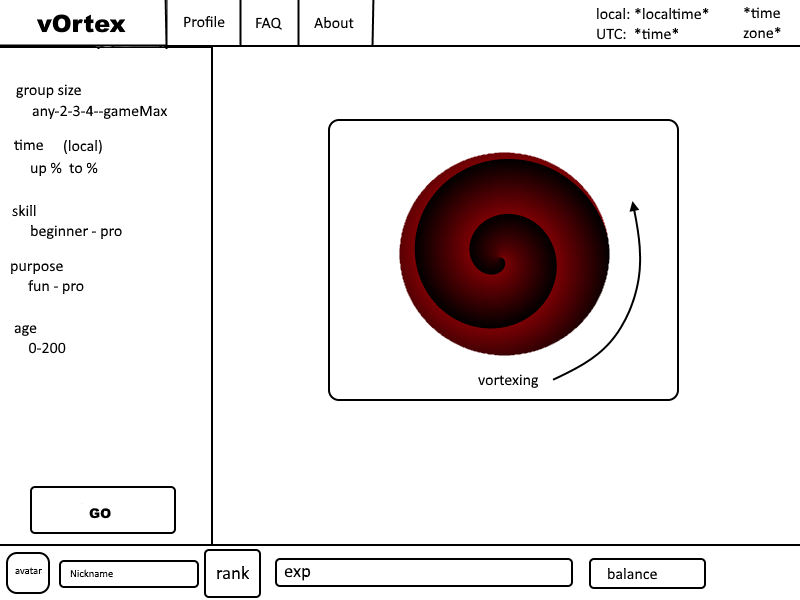 vOrtex
Profile
FAQ
About
local: *localtime*
UTC: *time*
*time
zone*
group size
any-2-3-4--gameMax
time (local)
up % to %
skill
beginner - pro
purpose
fun - pro
age
0-200
GO
vortexing
avatar
Nickname
rank
exp
balance